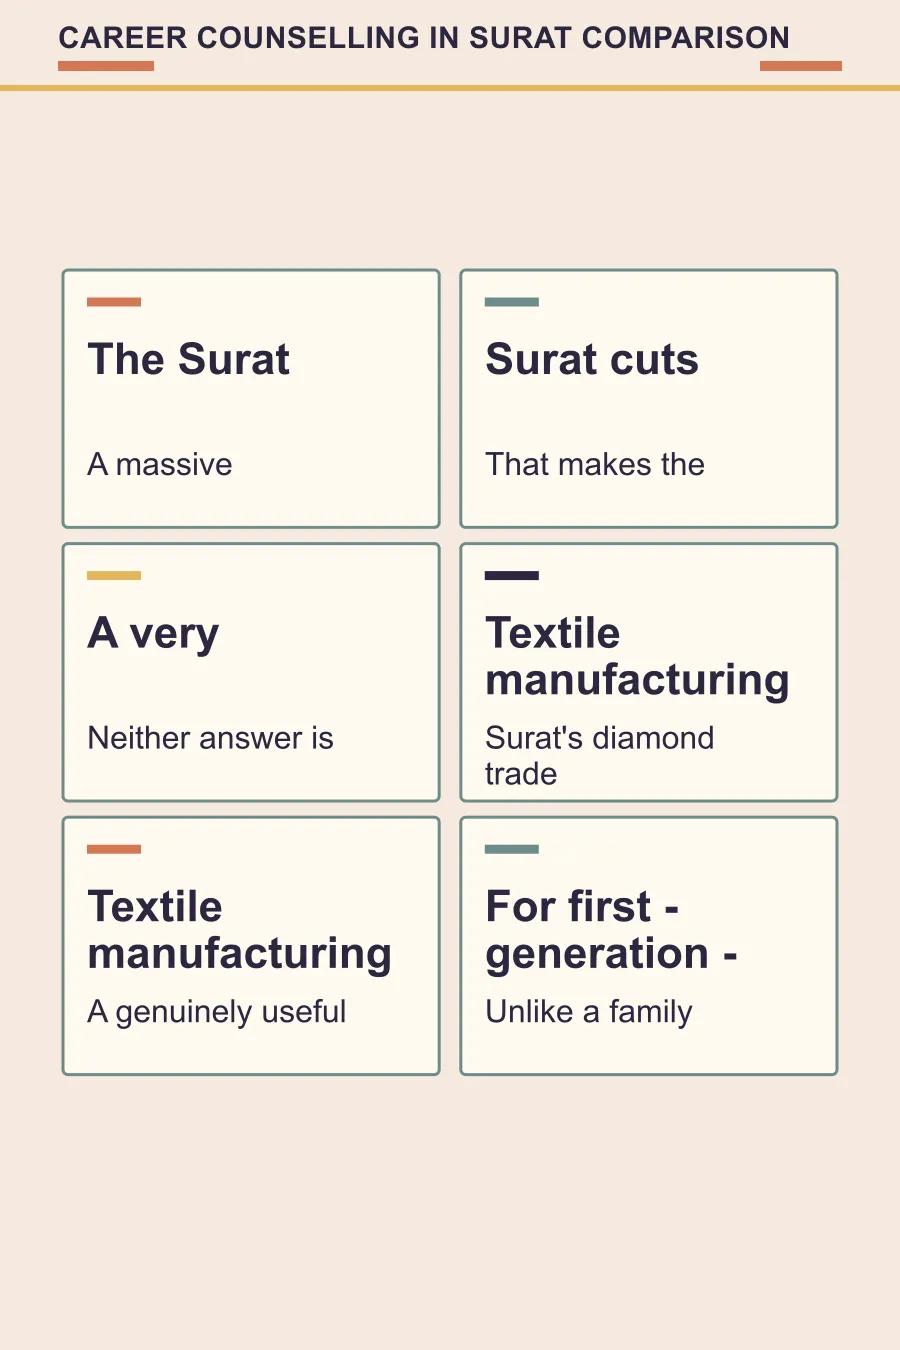 CAREER COUNSELLING IN SURAT COMPARISON
The Surat
A massive
Surat cuts
That makes the
A very
Neither answer is
Textile
manufacturing
Surat's diamond
trade
Textile
manufacturing
A genuinely useful
For first -
generation -
Unlike a family